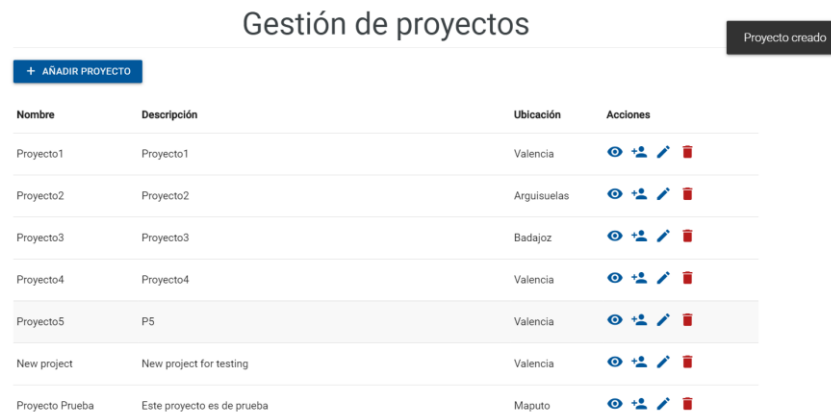 Gestión de proyectos
Proyecto creado
+ AÑADIR PROYECTO
Nombre Descripción Ubicación Acciones
Proyecto1 Proyecto1 Valencia
Proyecto2 Proyecto2 Arguisuelas
Proyecto3 Proyecto3 Badajoz
Proyecto4 Proyecto4 Valencia
Proyecto5 P5 Valencia
New project New project for testing Valencia
Proyecto Prueba Este proyecto es de prueba Maputo